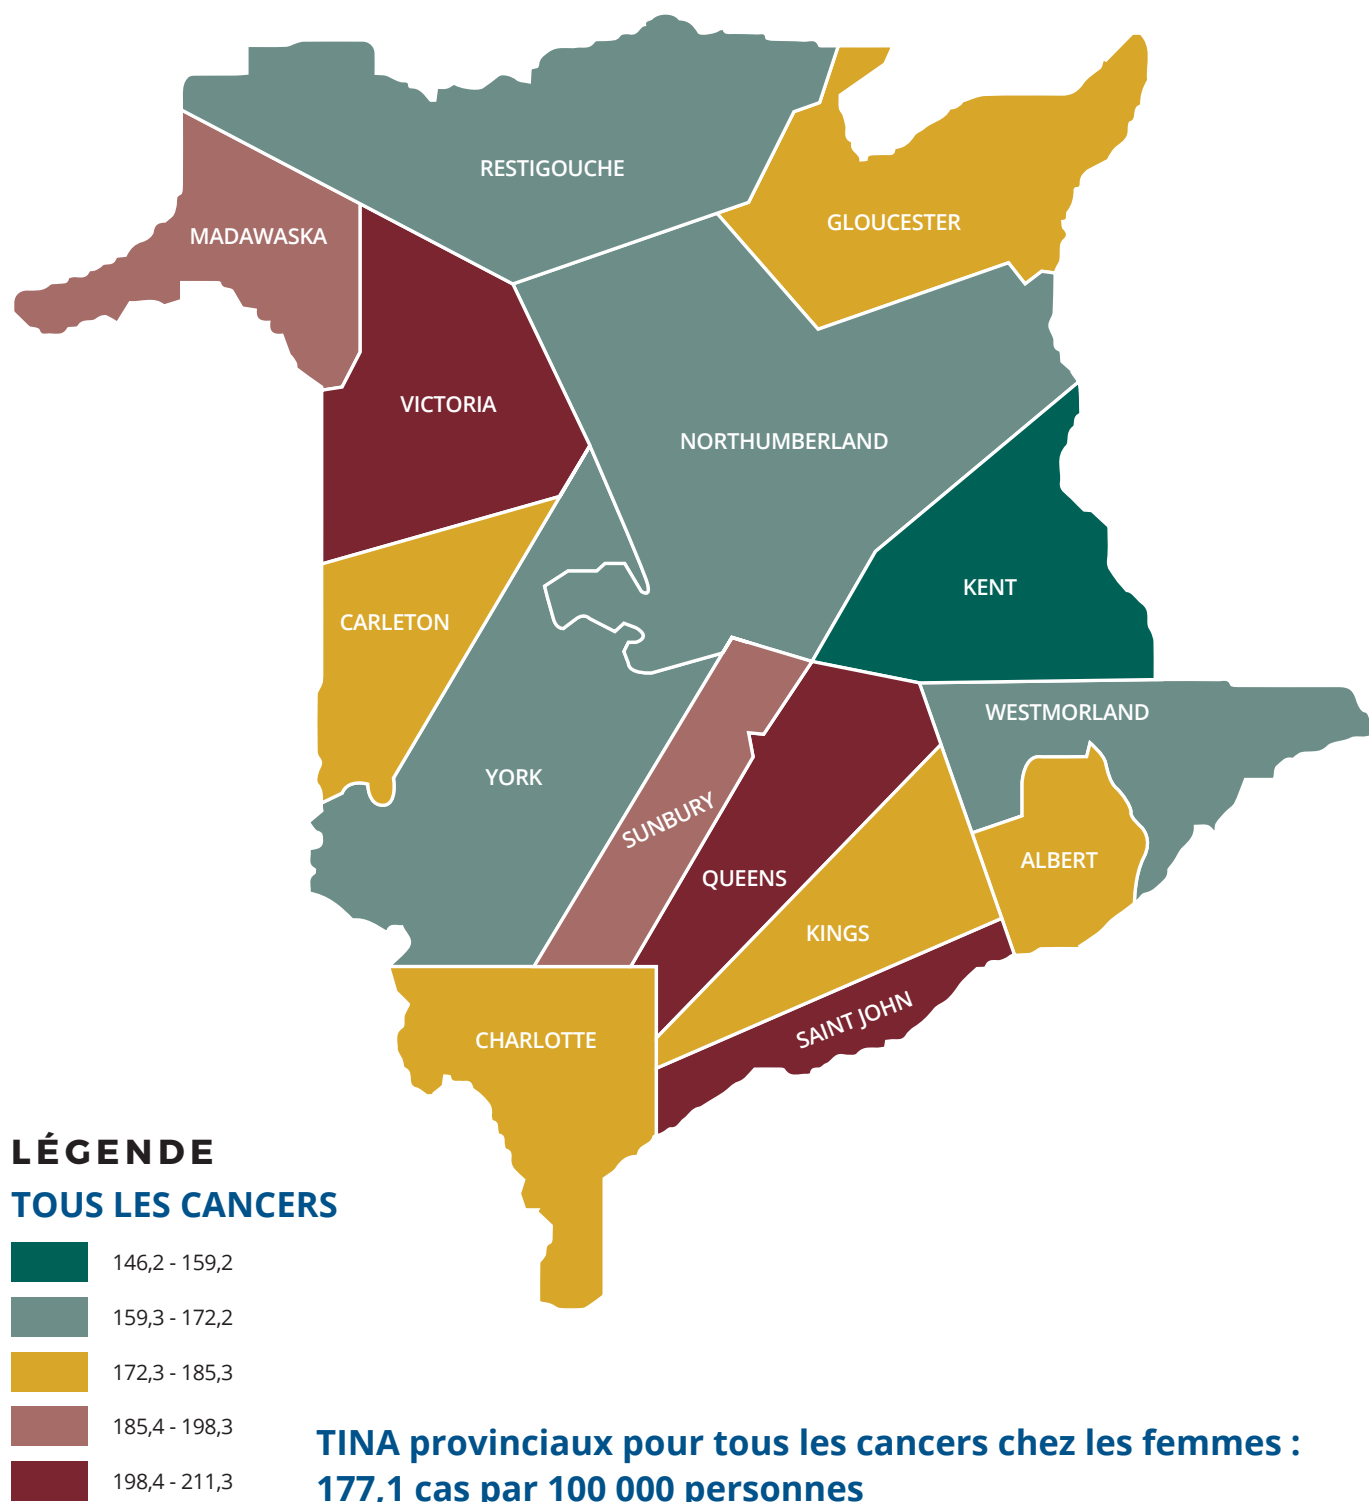 RESTIGOUCHE
GLOUCESTER
MADAWASKA
VICTORIA
NORTHUMBERLAND
KENT
CARLETON
WESTMORLAND
YORK
SUNBURY
ALBERT
QUEENS
KINGS
SAINT JOHN
CHARLOTTE
LÉGENDE
TOUS LES CANCERS
146,2 - 159,2
159,3 - 172,2
172,3 - 185,3
185,4 - 198,3
198,4 - 211,3
TINA provinciaux pour tous les cancers chez les femmes :
177,1 cas par 100 000 personnes